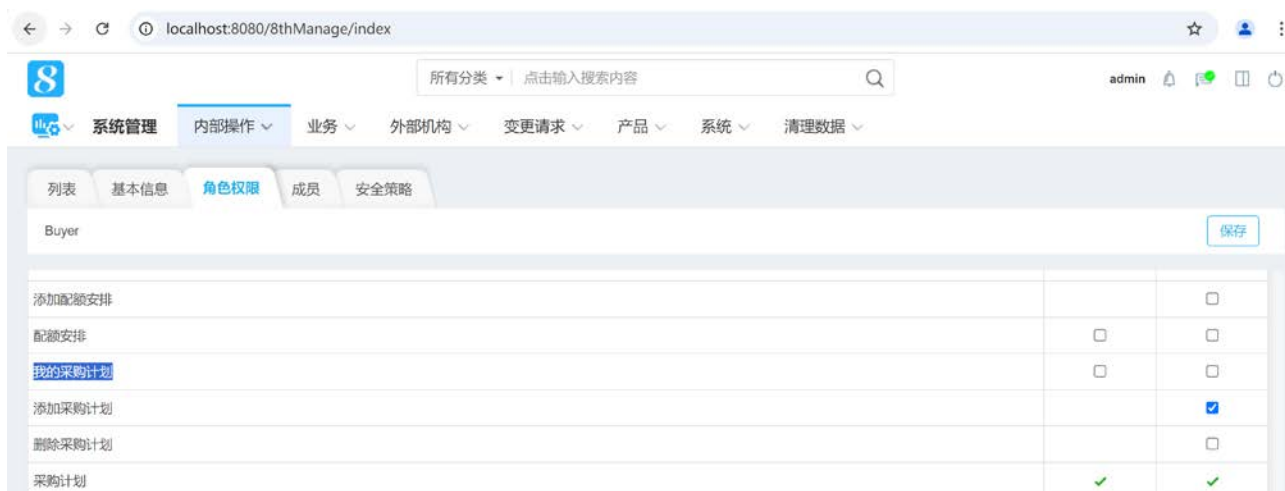 localhost:8080/8thManage/index
8
所有分类 点击输入搜索内容
admin
系统管理 内部操作 业务 外部机构 变更请求 产品 系统 清理数据
列表 基本信息 角色权限 成员 安全策略
Buyer 保存
添加配额安排
配额安排
我的采购计划
添加采购计划
删除采购计划
采购计划